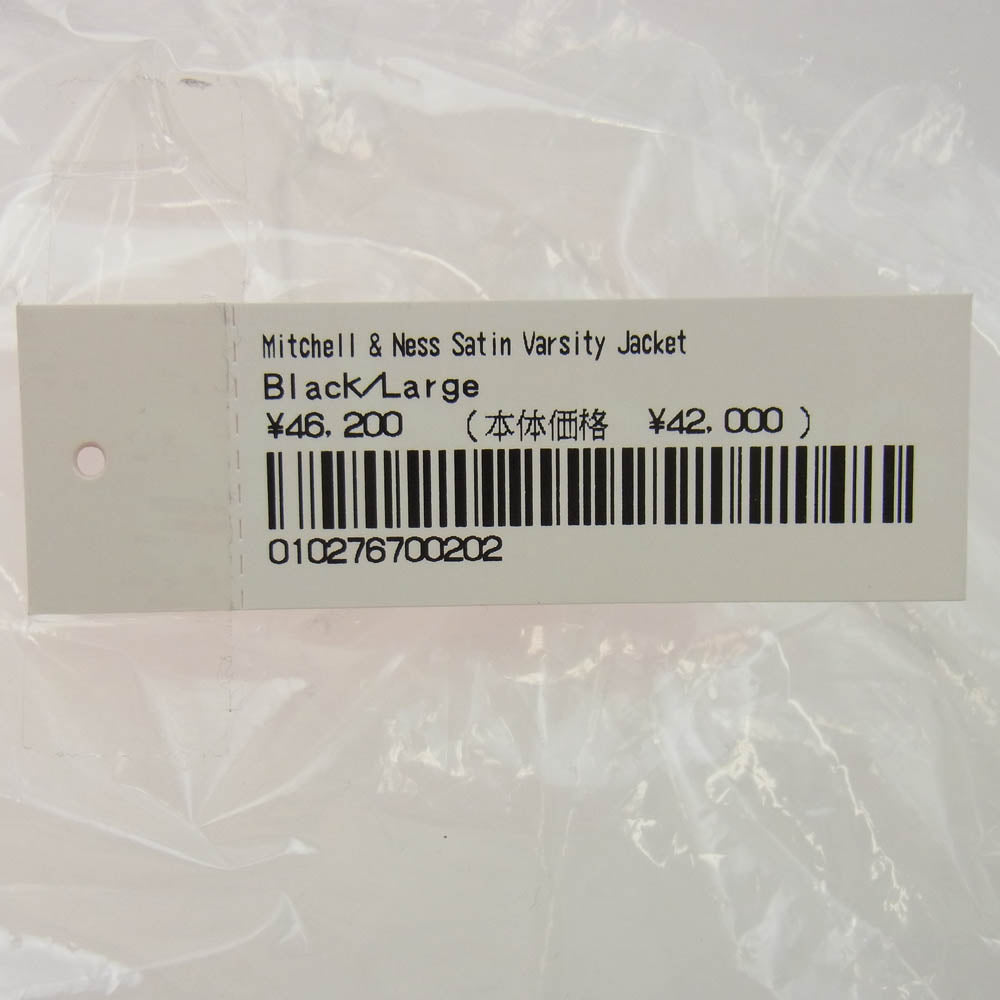 Mitchell & Ness Satin Varsity Jacket
Black/Large
¥46,200 (本体価格 ¥42,000)
010276700202